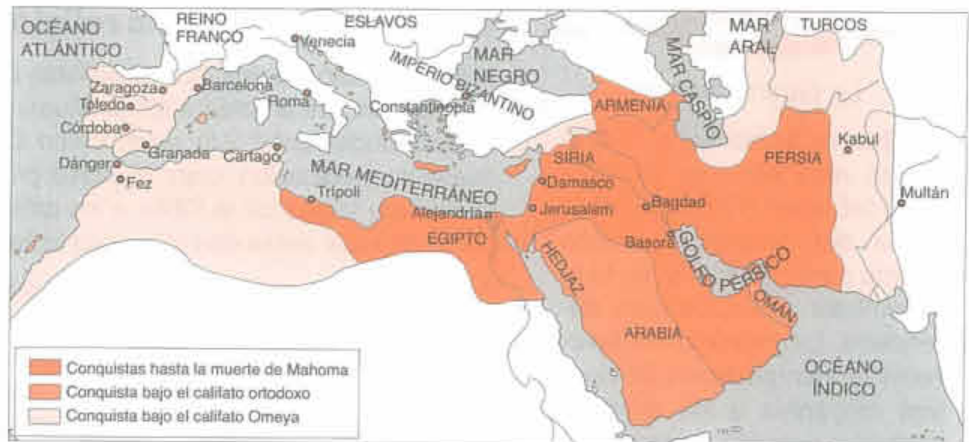 OCÉANO
ATLÁNTICO
REINO
FRANCO
ESLAVOS
Venecia
IMPERIO BIZANTINO
MAR
NEGRO
MAR CASPIO
MAR
ARAL
TURCOS
Zaragoza
Barcelona
Toledo
Roma
Constantinopla
ARMENIA
Córdoba
Granada
Cartago
SIRIA
PERSIA
Kabul
Dánger
Fez
MAR MEDITERRÁNEO
Damasco
Multán
Trípoli
Alejandría
Jerusalem
Bagdad
EGIPTO
Basora
HEDJAZ
GOLFO PÉRSICO
OMÁN
ARABIA
OCÉANO
ÍNDICO
Conquistas hasta la muerte de Mahoma
Conquista bajo el califato ortodoxo
Conquista bajo el califato Omeya